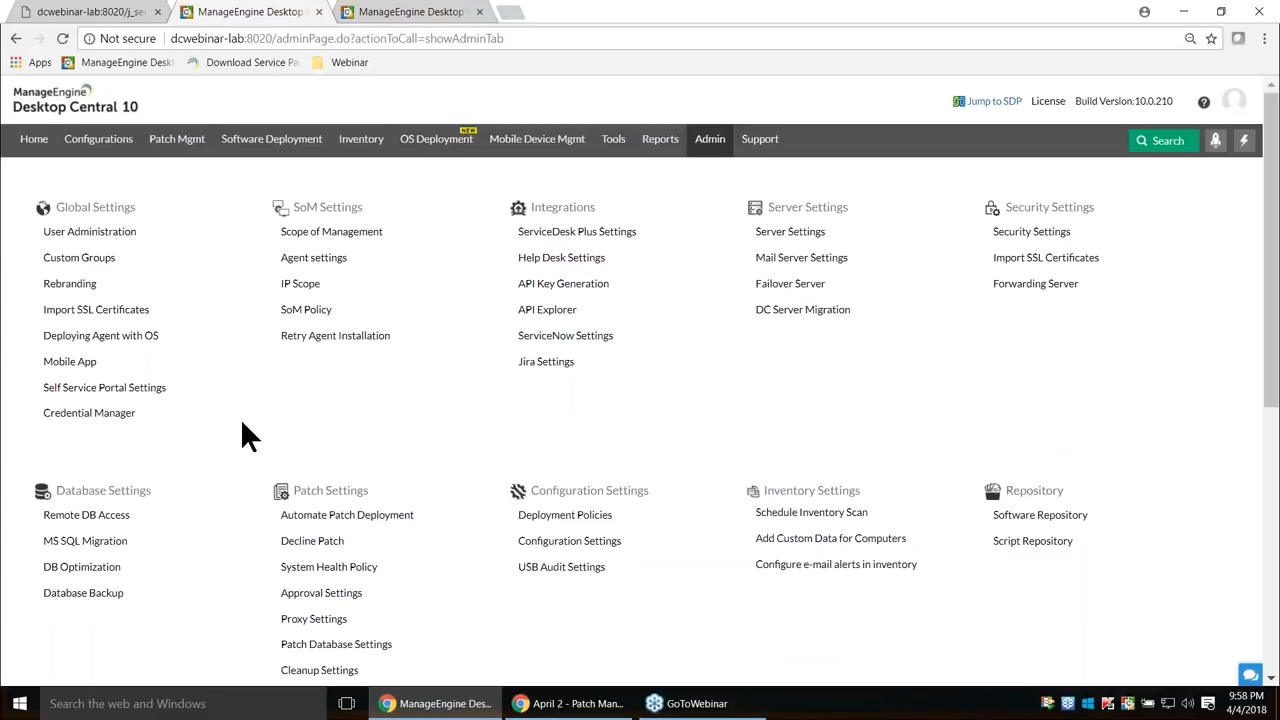 dcwebinar-lab:8020/j_se
ManageEngine Desktop
ManageEngine Desktop
Not secure
dcwebinar-lab:8020/adminPage.do?actionToCall=showAdminTab
Apps
ManageEngine Desk
Download Service Pa
Webinar
ManageEngine
Desktop Central 10
Jump to SDP
License
Build Version:10.0.210
Home
Configurations
Patch Mgmt
Software Deployment
Inventory
OS Deployment
NEW
Mobile Device Mgmt
Tools
Reports
Admin
Support
Search
Global Settings
User Administration
Custom Groups
Rebranding
Import SSL Certificates
Deploying Agent with OS
Mobile App
Self Service Portal Settings
Credential Manager
SoM Settings
Scope of Management
Agent settings
IP Scope
SoM Policy
Retry Agent Installation
Integrations
ServiceDesk Plus Settings
Help Desk Settings
API Key Generation
API Explorer
ServiceNow Settings
Jira Settings
Server Settings
Server Settings
Mail Server Settings
Failover Server
DC Server Migration
Security Settings
Security Settings
Import SSL Certificates
Forwarding Server
Database Settings
Remote DB Access
MS SQL Migration
DB Optimization
Database Backup
Patch Settings
Automate Patch Deployment
Decline Patch
System Health Policy
Approval Settings
Proxy Settings
Patch Database Settings
Cleanup Settings
Configuration Settings
Deployment Policies
Configuration Settings
USB Audit Settings
Inventory Settings
Schedule Inventory Scan
Add Custom Data for Computers
Configure e-mail alerts in inventory
Repository
Software Repository
Script Repository
Search the web and Windows
ManageEngine Des...
April 2 - Patch Man...
GoToWebinar
9:58 PM
4/4/2018